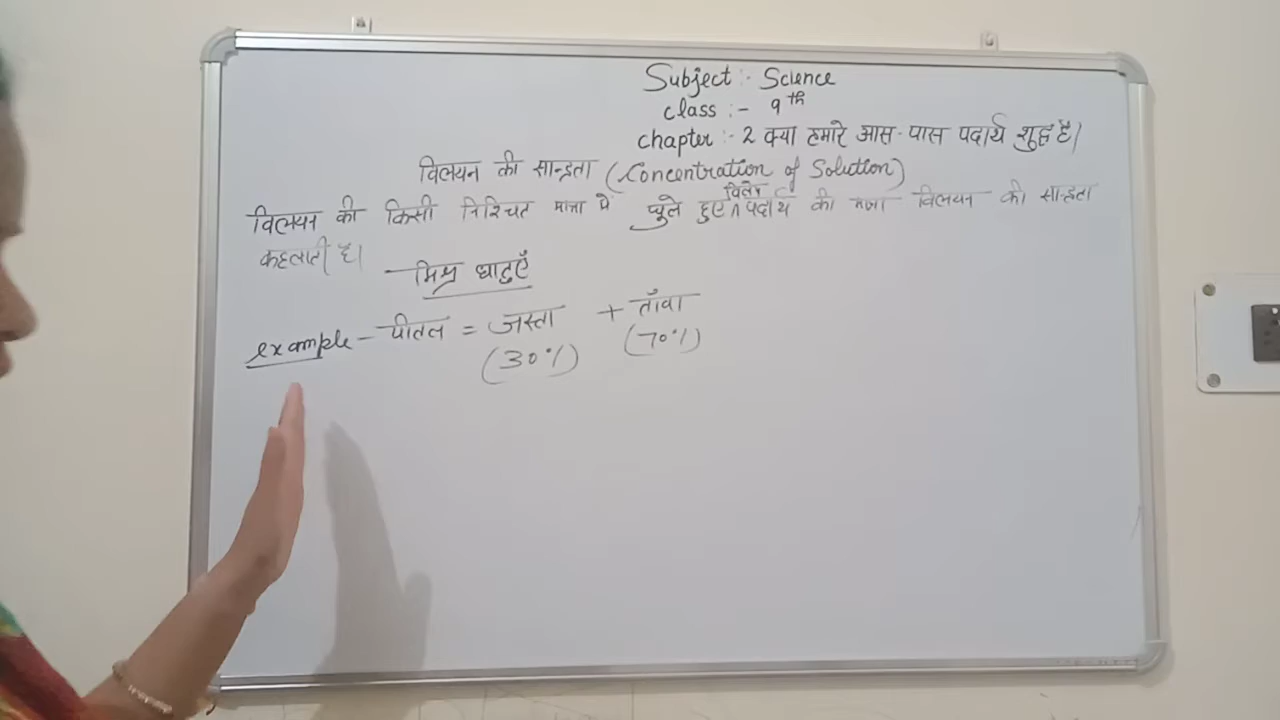 Subject :- Science
class :- 9th
chapter :- 2 क्या हमारे आस-पास पदार्थ शुद्ध है।
विलयन की सान्द्रता (Concentration of Solution)
विलयन की किसी निश्चित मात्रा में घुले हुए विलेय पदार्थ की मात्रा विलयन की सान्द्रता
कहलाती है।
मिश्र धातुएँ
example - पीतल = जस्ता + ताँबा
(30%) (70%)